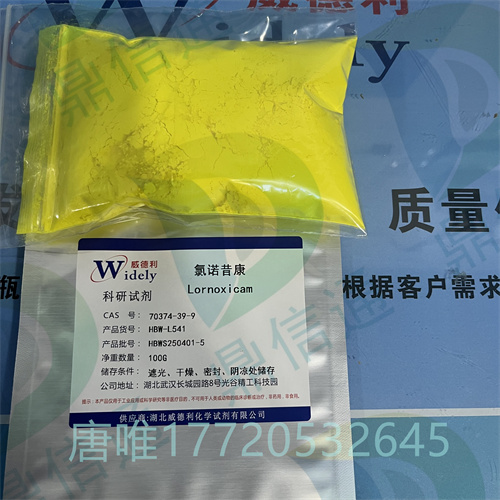 威德利
Widely
科研试剂
氯诺昔康
Lornoxicam
CAS 号: 70374-39-9
产品货号: HBW-L541
产品批号: HBWS250401-5
净重数量: 100G
储存条件: 遮光、干燥、密封、阴凉处储存
公司地址: 湖北武汉长城园路8号光谷精工科技园
供应商:湖北威德利化学试剂有限公司
质量
根据客户需求
瓶
鼎信通
唐唯17720532645